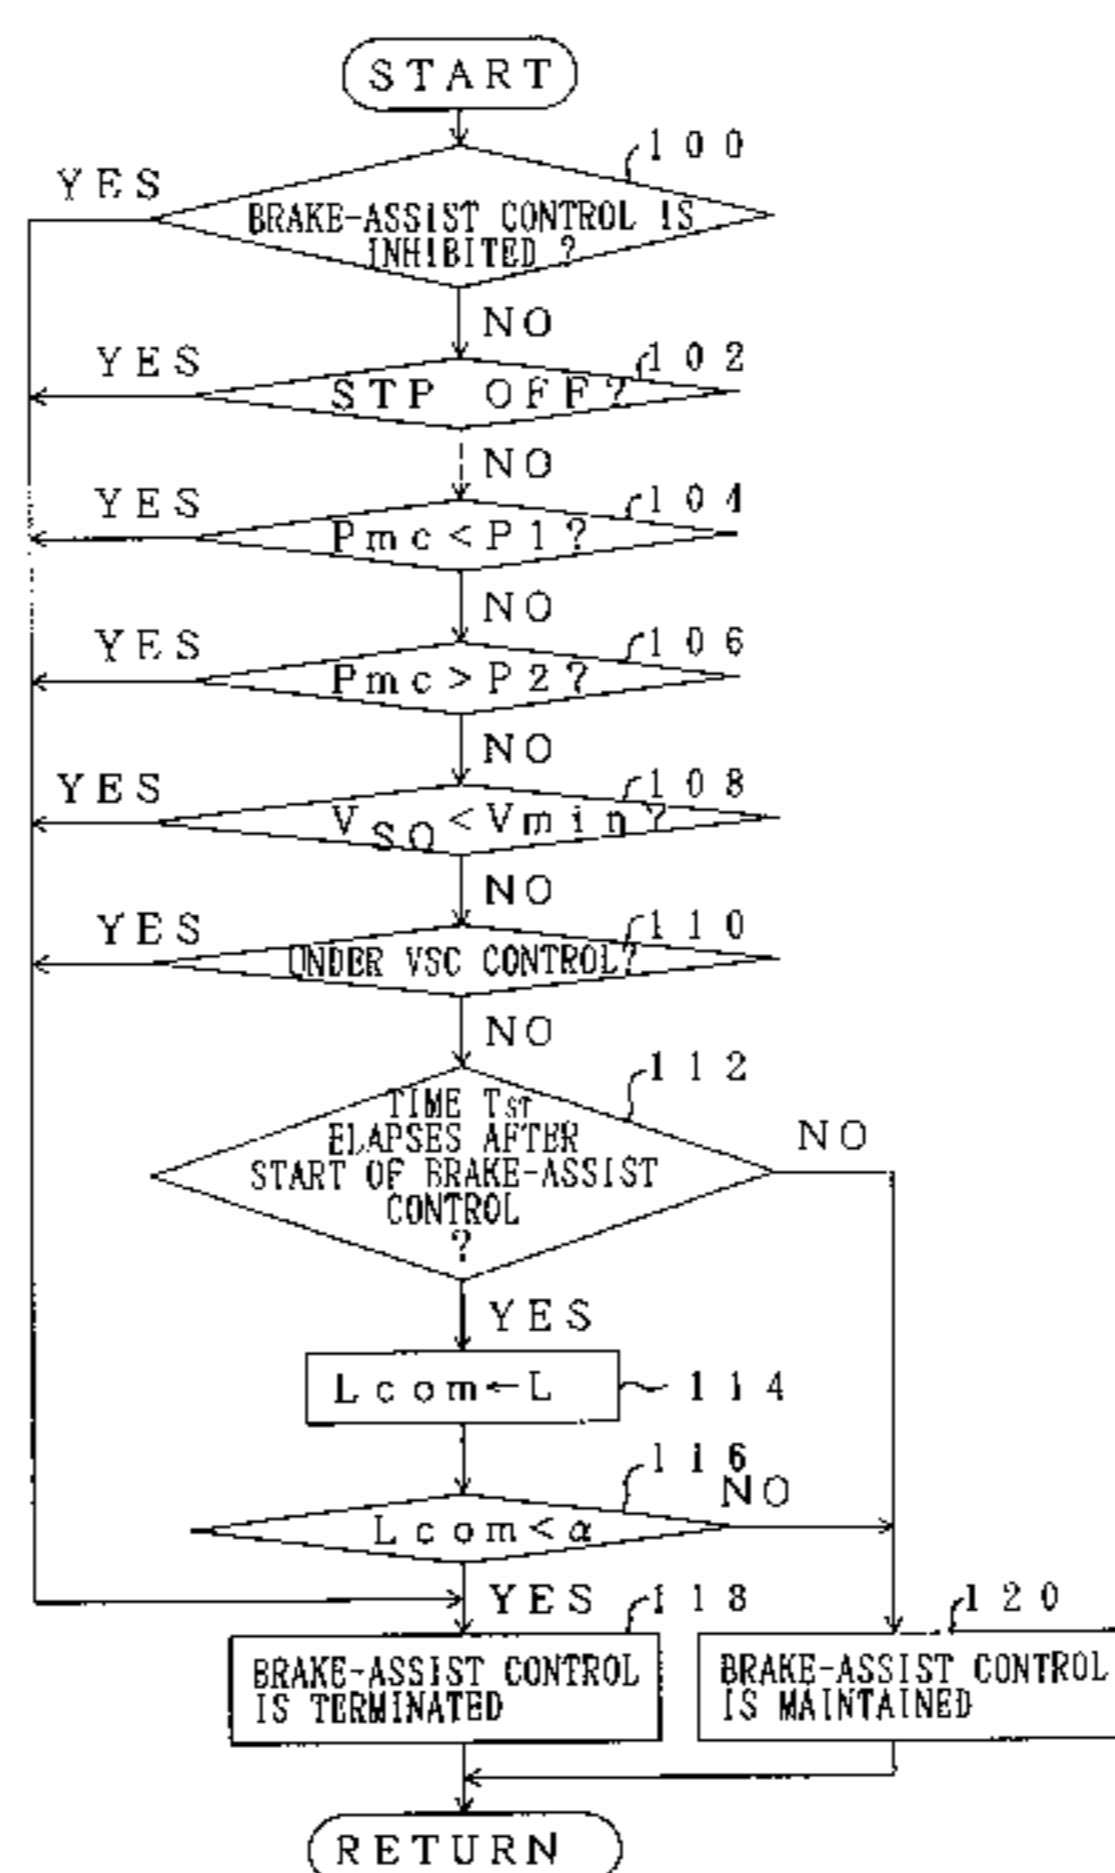 START
100
YES
BRAKE-ASSIST CONTROL IS
INHIBITED ?
NO
102
YES
STP OFF?
NO
104
YES
Pmc<P1?
NO
106
YES
Pmc>P2?
NO
108
YES
VSO<Vmin?
NO
110
YES
UNDER VSC CONTROL?
NO
112
TIME TST
ELAPSES AFTER
START OF BRAKE-ASSIST
CONTROL
?
NO
YES
Lcom←L
114
116
NO
Lcom<α
YES
118
120
BRAKE-ASSIST CONTROL
IS TERMINATED
BRAKE-ASSIST CONTROL
IS MAINTAINED
RETURN